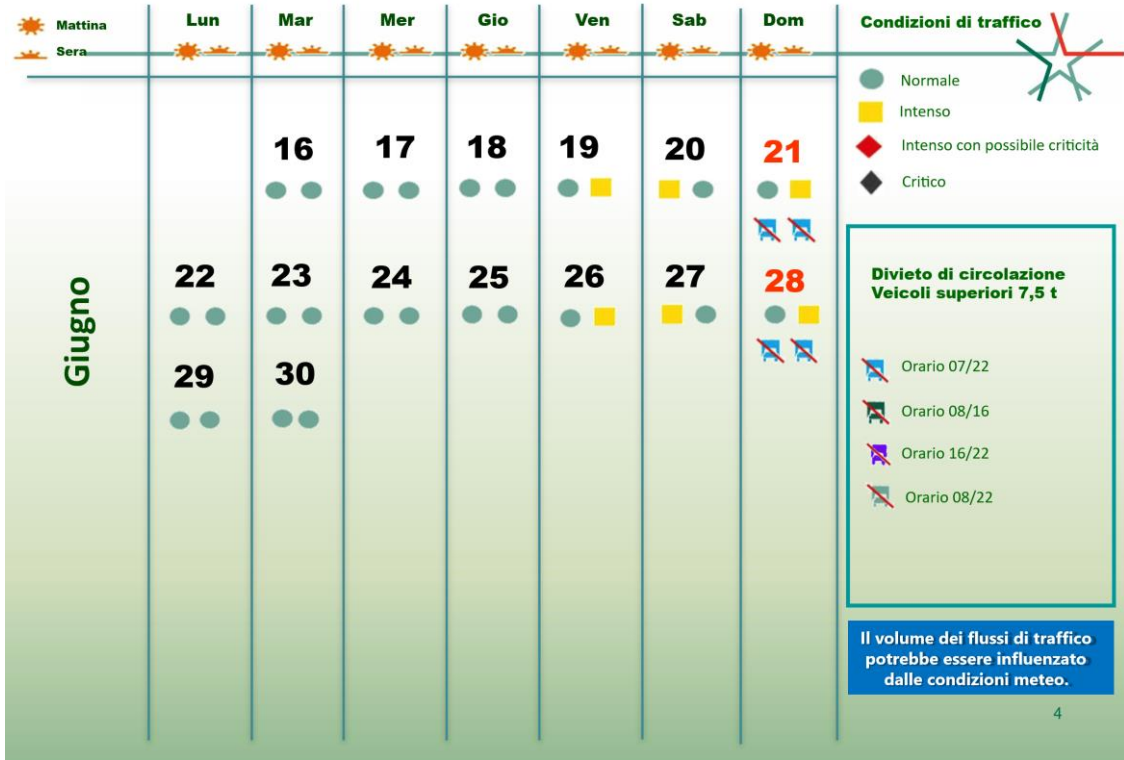 Mattina
Sera
Lun Mar Mer Gio Ven Sab Dom
Condizioni di traffico
Normale
Intenso
Intenso con possibile criticità
Critico
Giugno
16 17 18 19 20 21
22 23 24 25 26 27 28
29 30
Divieto di circolazione
Veicoli superiori 7,5 t
Orario 07/22
Orario 08/16
Orario 16/22
Orario 08/22
Il volume dei flussi di traffico
potrebbe essere influenzato
dalle condizioni meteo.
4